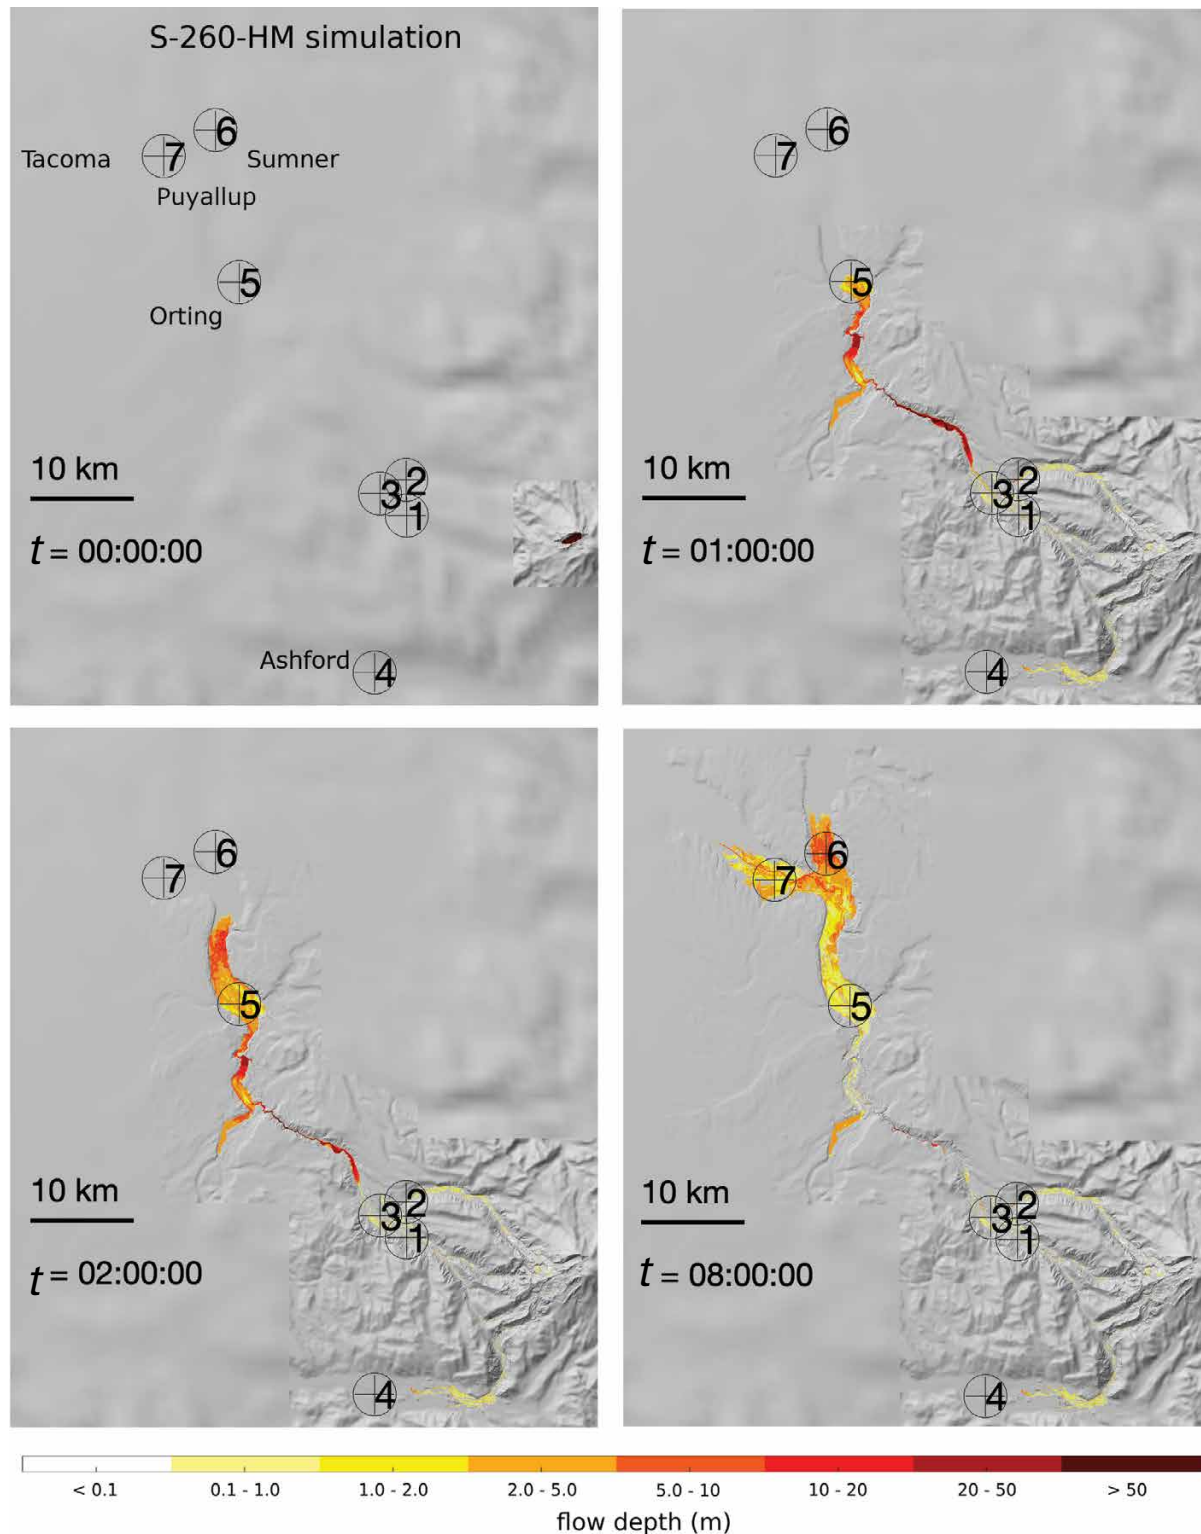 S-260-HM simulation
6
Tacoma
7
Sumner
Puyallup
5
Orting
10 km
2
3
1
t = 00:00:00
Ashford
4
6
7
5
10 km
2
3
1
t = 01:00:00
4
6
7
5
10 km
2
3
1
t = 02:00:00
4
6
7
5
10 km
2
3
1
t = 08:00:00
4
< 0.1 0.1 - 1.0 1.0 - 2.0 2.0 - 5.0 5.0 - 10 10 - 20 20 - 50 > 50
flow depth (m)